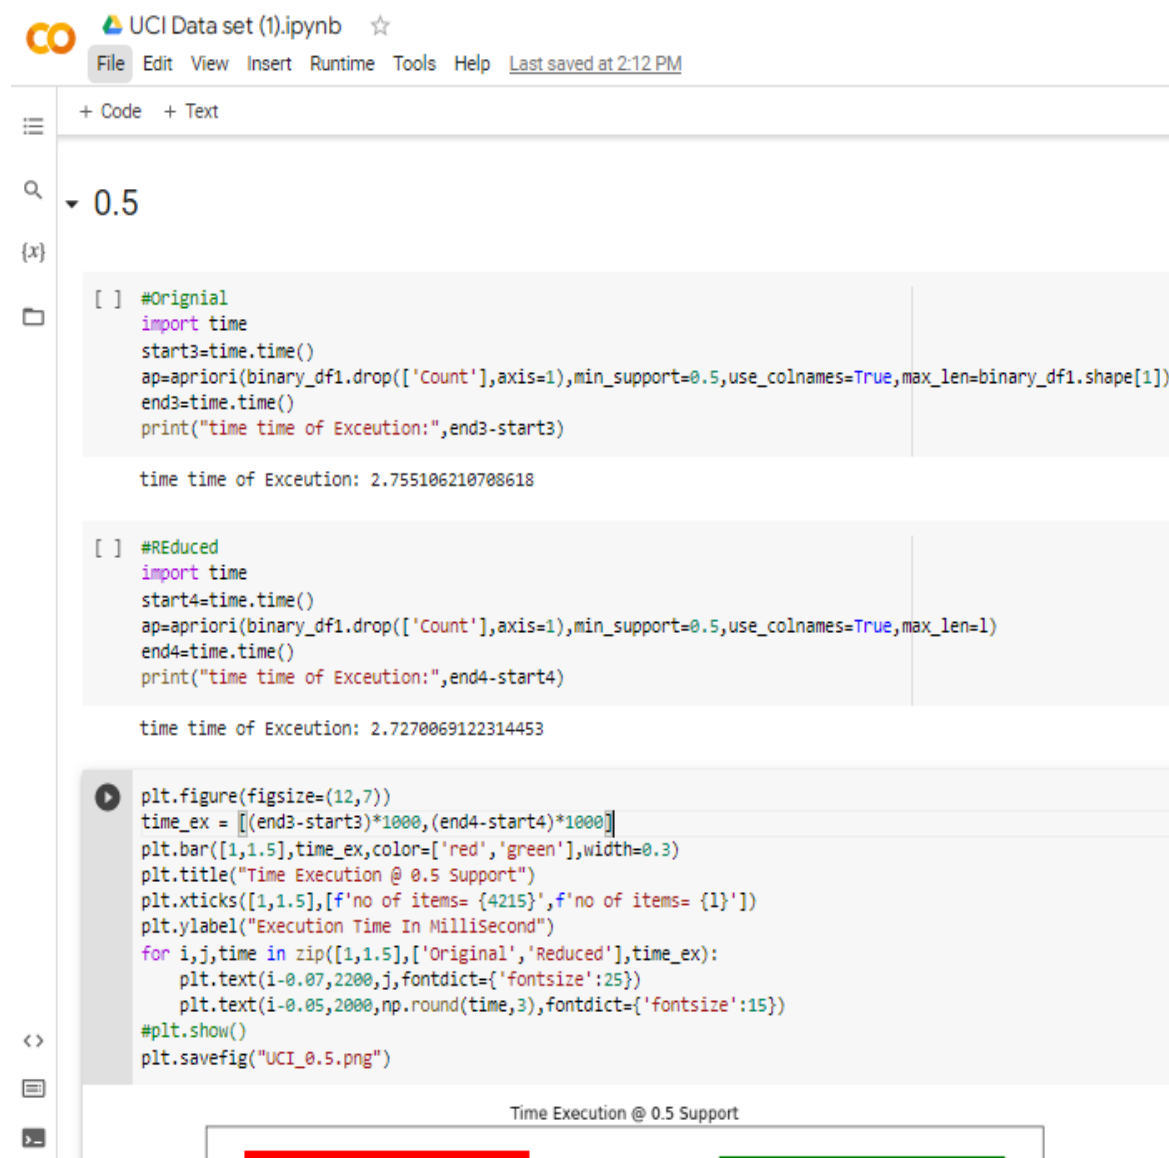 UCI Data set (1).ipynb
File Edit View Insert Runtime Tools Help Last saved at 2:12 PM
+ Code + Text
0.5
{x}
[ ] #Orignial
import time
start3=time.time()
ap=apriori(binary_df1.drop(['Count'],axis=1),min_support=0.5,use_colnames=True,max_len=binary_df1.shape[1])
end3=time.time()
print("time time of Exceution:",end3-start3)
time time of Exceution: 2.755106210708618
[ ] #REduced
import time
start4=time.time()
ap=apriori(binary_df1.drop(['Count'],axis=1),min_support=0.5,use_colnames=True,max_len=l)
end4=time.time()
print("time time of Exceution:",end4-start4)
time time of Exceution: 2.7270069122314453
plt.figure(figsize=(12,7))
time_ex = [(end3-start3)*1000,(end4-start4)*1000]
plt.bar([1,1.5],time_ex,color=['red','green'],width=0.3)
plt.title("Time Execution @ 0.5 Support")
plt.xticks([1,1.5],[f'no of items= {4215}',f'no of items= {l}'])
plt.ylabel("Execution Time In MilliSecond")
for i,j,time in zip([1,1.5],['Original','Reduced'],time_ex):
    plt.text(i-0.07,2200,j,fontdict={'fontsize':25})
    plt.text(i-0.05,2000,np.round(time,3),fontdict={'fontsize':15})
#plt.show()
plt.savefig("UCI_0.5.png")
Time Execution @ 0.5 Support